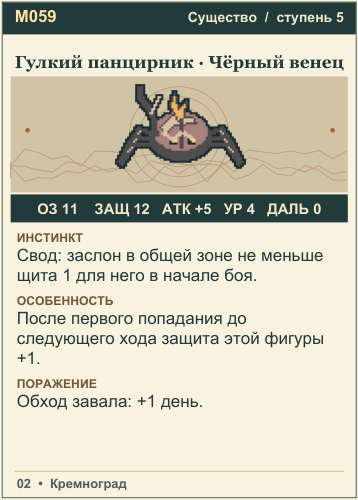 М059
Существо / ступень 5
Гулкий панцирник · Чёрный венец
ОЗ 11 ЗАЩ 12 АТК +5 УР 4 ДАЛЬ 0
ИНСТИНКТ
Свод: заслон в общей зоне не меньше
щита 1 для него в начале боя.
ОСОБЕННОСТЬ
После первого попадания до
следующего хода защита этой фигуры
+1.
ПОРАЖЕНИЕ
Обход завала: +1 день.
02 • Кремноград